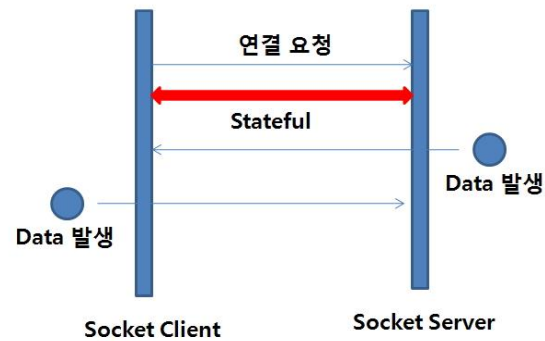 연결 요청
Stateful
Data 발생
Data 발생
Socket Client
Socket Server